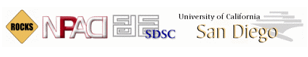 ROCKS
NPACI
SDSC
University of California
San Diego